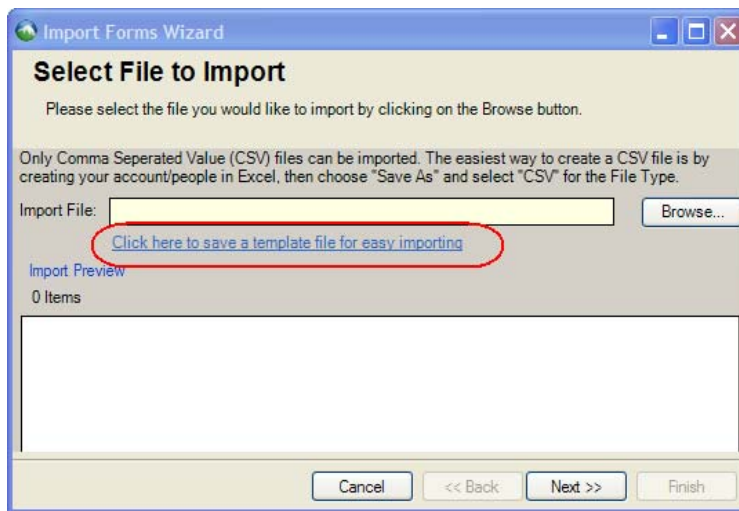 Import Forms Wizard
Select File to Import
Please select the file you would like to import by clicking on the Browse button.
Only Comma Seperated Value (CSV) files can be imported. The easiest way to create a CSV file is by
creating your account/people in Excel, then choose "Save As" and select "CSV" for the File Type.
Import File:
Browse...
Click here to save a template file for easy importing
Import Preview
0 Items
Cancel
<< Back
Next >>
Finish